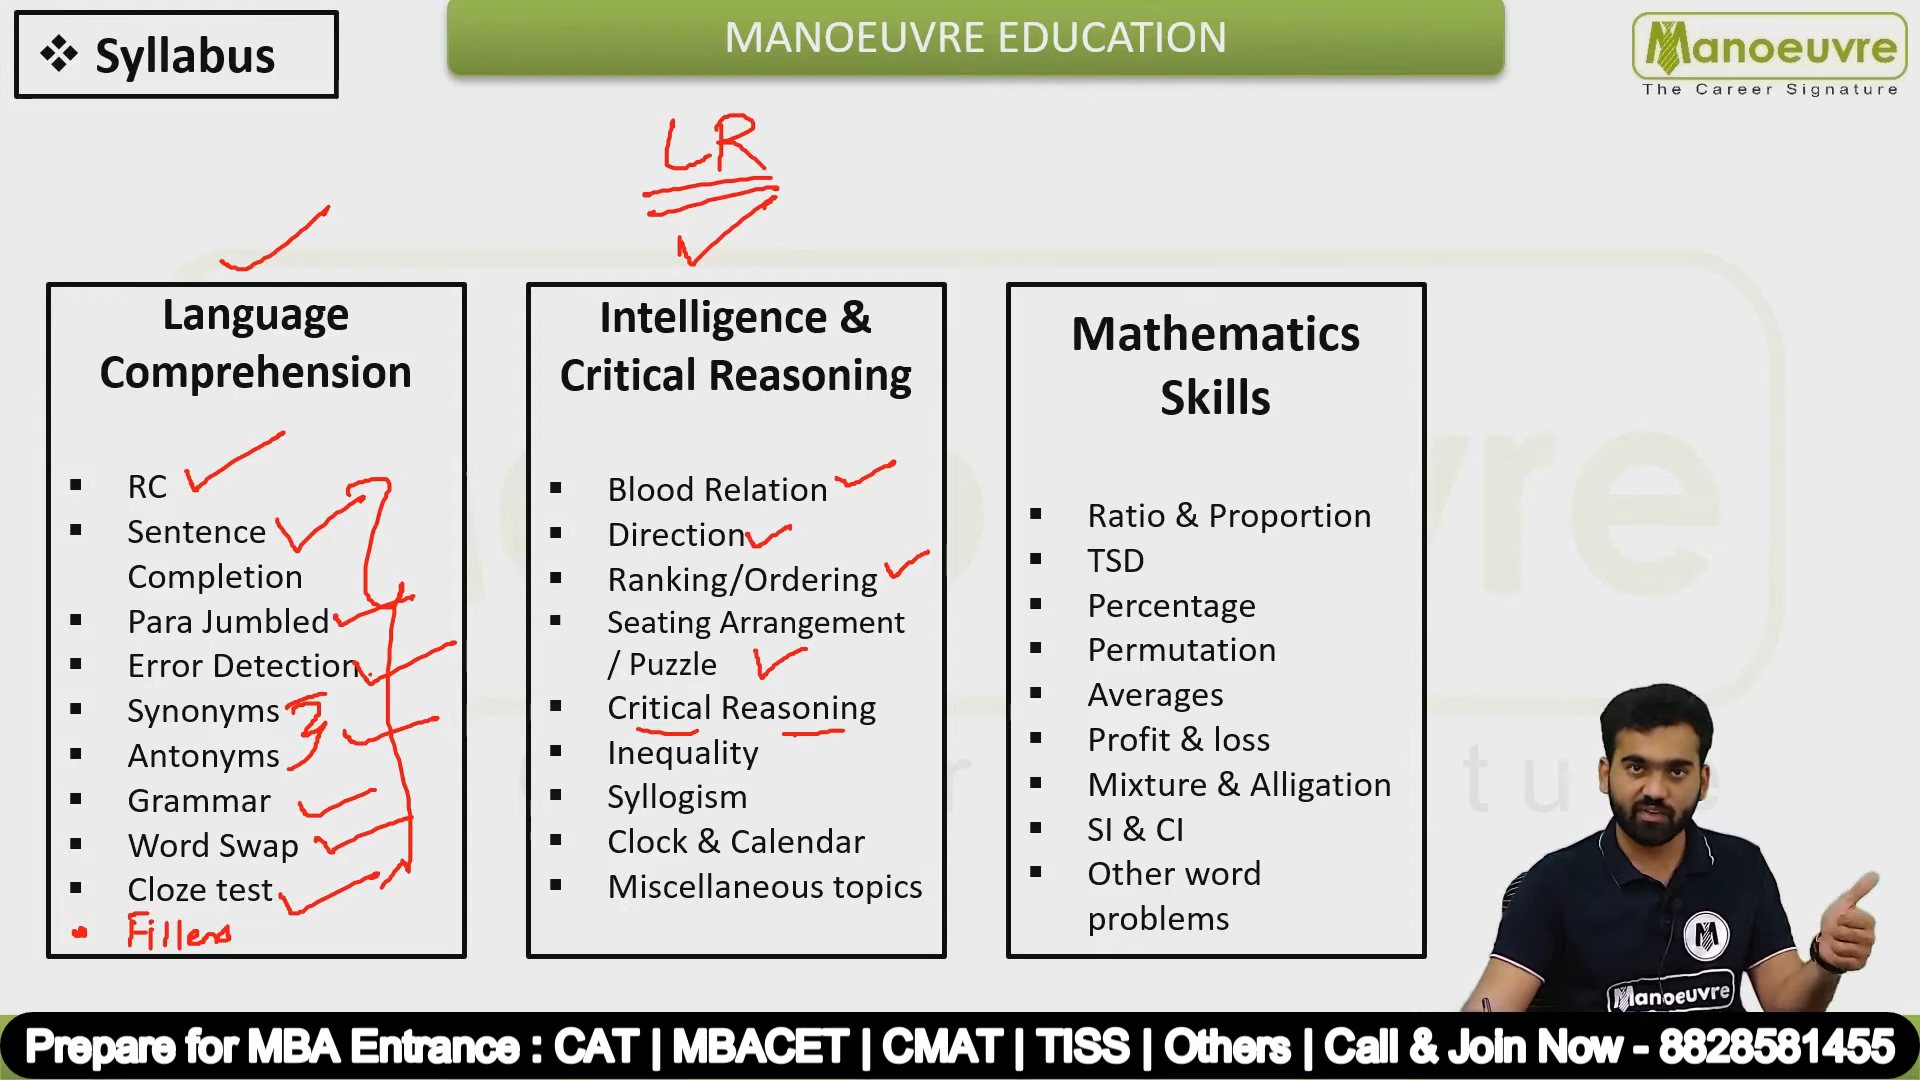 ❖ Syllabus
MANOEUVRE EDUCATION
Manoeuvre
The Career Signature
LR
Language
Comprehension
▪ RC
▪ Sentence
Completion
▪ Para Jumbled
▪ Error Detection
▪ Synonyms
▪ Antonyms
▪ Grammar
▪ Word Swap
▪ Cloze test
• Fillers
Intelligence &
Critical Reasoning
▪ Blood Relation
▪ Direction
▪ Ranking/Ordering
▪ Seating Arrangement
/ Puzzle
▪ Critical Reasoning
▪ Inequality
▪ Syllogism
▪ Clock & Calendar
▪ Miscellaneous topics
Mathematics
Skills
▪ Ratio & Proportion
▪ TSD
▪ Percentage
▪ Permutation
▪ Averages
▪ Profit & loss
▪ Mixture & Alligation
▪ SI & CI
▪ Other word
problems
M
Manoeuvre
Prepare for MBA Entrance : CAT | MBACET | CMAT | TISS | Others | Call & Join Now - 8828581455